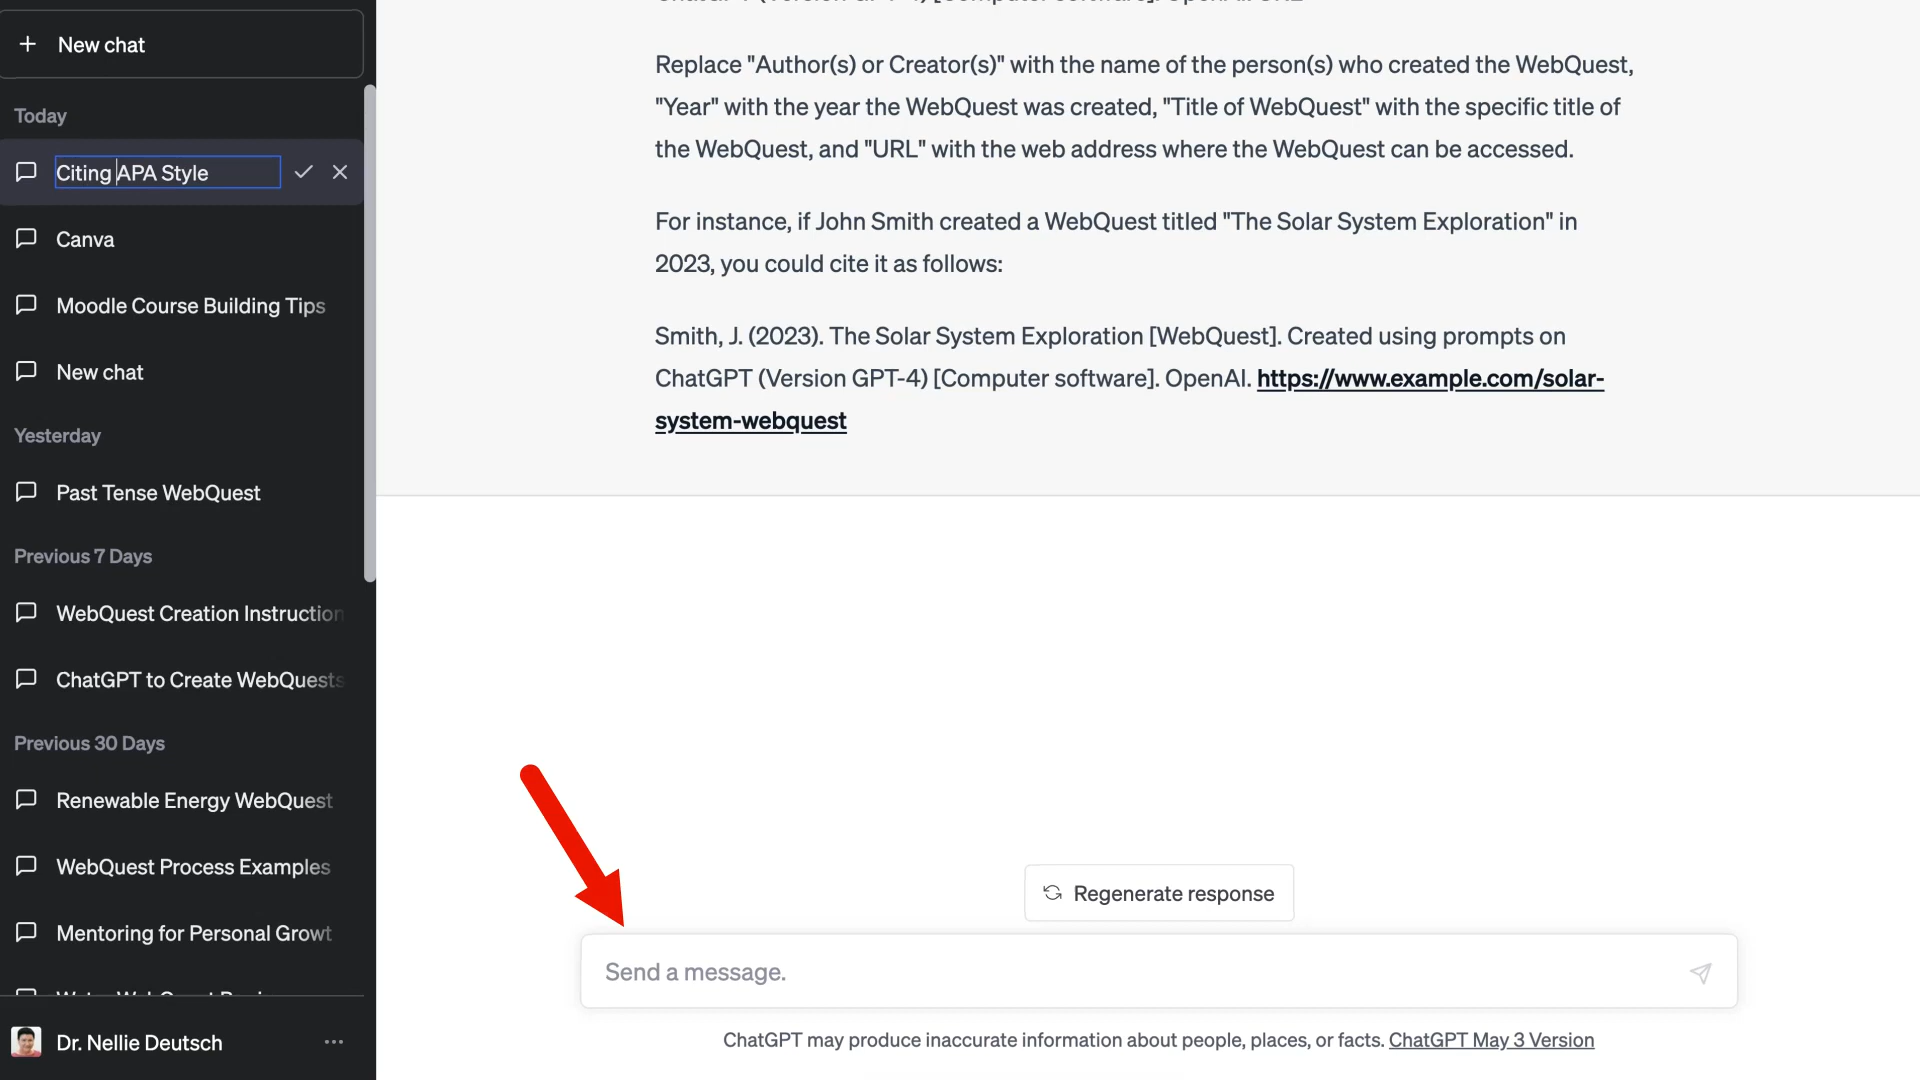 New chat
Today
Citing APA Style
Canva
Moodle Course Building Tips
New chat
Yesterday
Past Tense WebQuest
Previous 7 Days
WebQuest Creation Instruction
ChatGPT to Create WebQuests
Previous 30 Days
Renewable Energy WebQuest
WebQuest Process Examples
Mentoring for Personal Growt
Dr. Nellie Deutsch
Replace "Author(s) or Creator(s)" with the name of the person(s) who created the WebQuest,
"Year" with the year the WebQuest was created, "Title of WebQuest" with the specific title of
the WebQuest, and "URL" with the web address where the WebQuest can be accessed.
For instance, if John Smith created a WebQuest titled "The Solar System Exploration" in
2023, you could cite it as follows:
Smith, J. (2023). The Solar System Exploration [WebQuest]. Created using prompts on
ChatGPT (Version GPT-4) [Computer software]. OpenAI. https://www.example.com/solar-
system-webquest
Regenerate response
Send a message.
ChatGPT may produce inaccurate information about people, places, or facts. ChatGPT May 3 Version